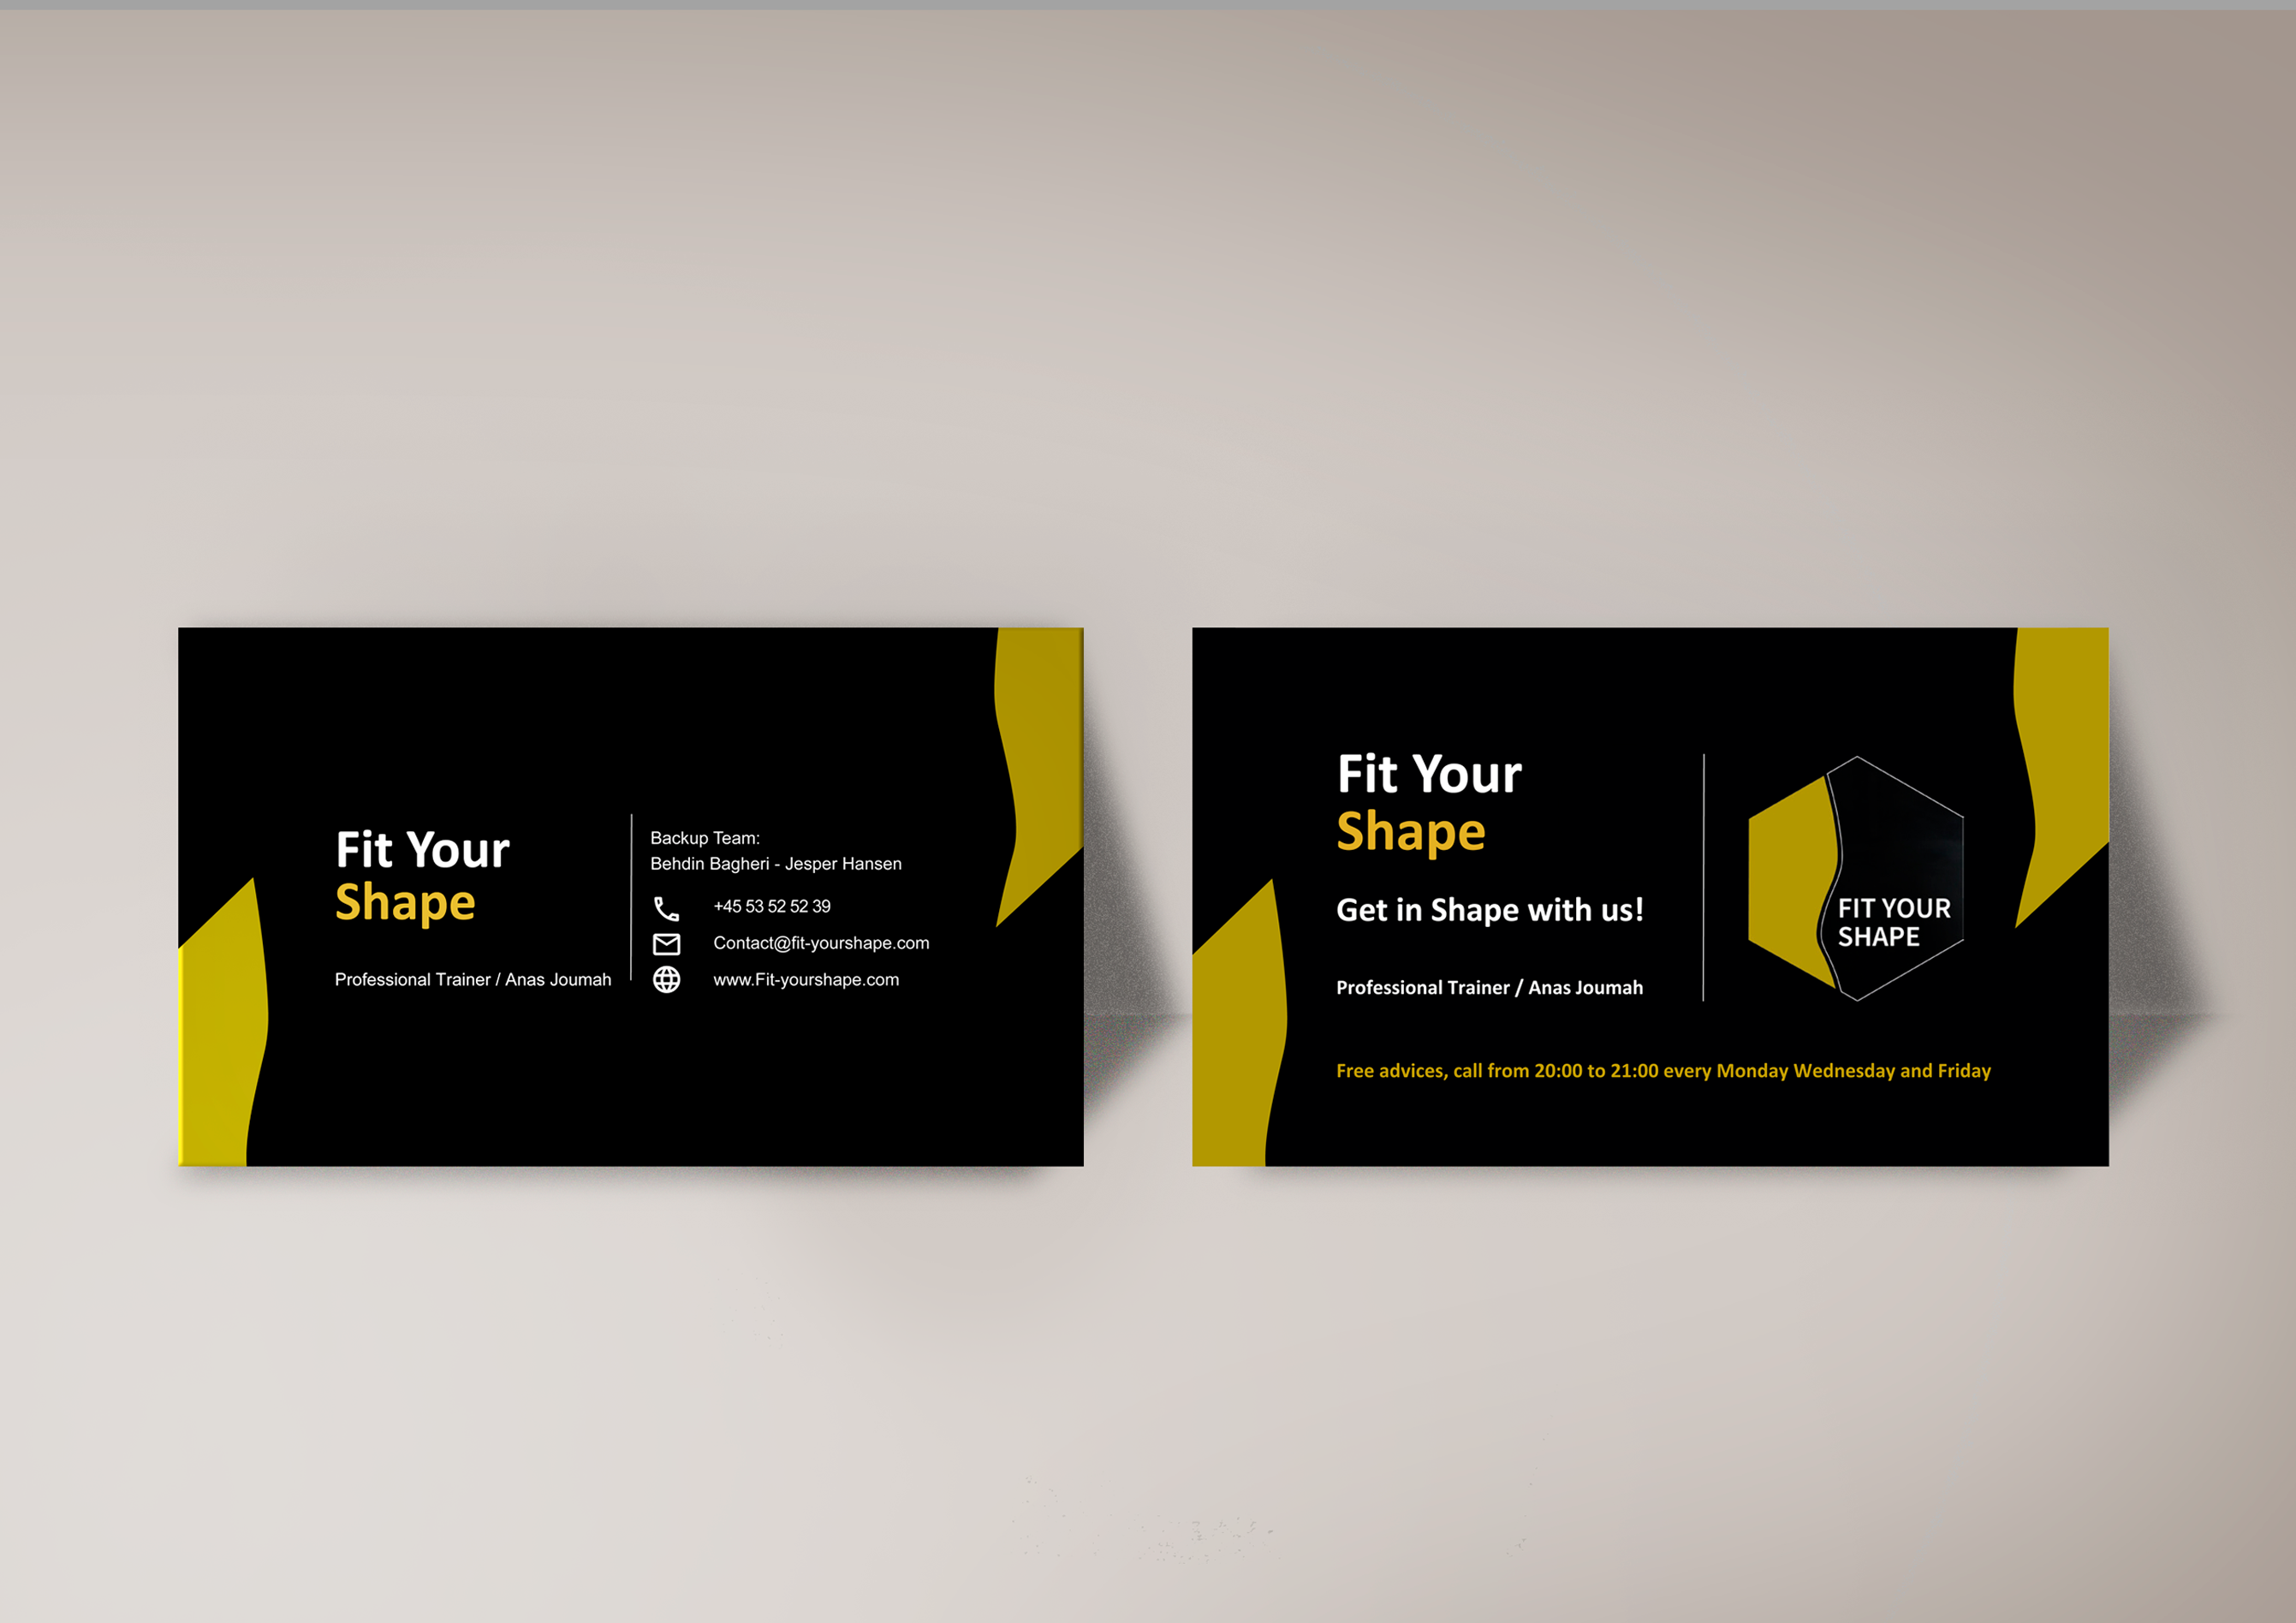 Fit Your
Shape
Professional Trainer / Anas Joumah
Backup Team:
Behdin Bagheri - Jesper Hansen
+45 53 52 52 39
Contact@fit-yourshape.com
www.Fit-yourshape.com
Fit Your
Shape
Get in Shape with us!
Professional Trainer / Anas Joumah
FIT YOUR
SHAPE
Free advices, call from 20:00 to 21:00 every Monday Wednesday and Friday